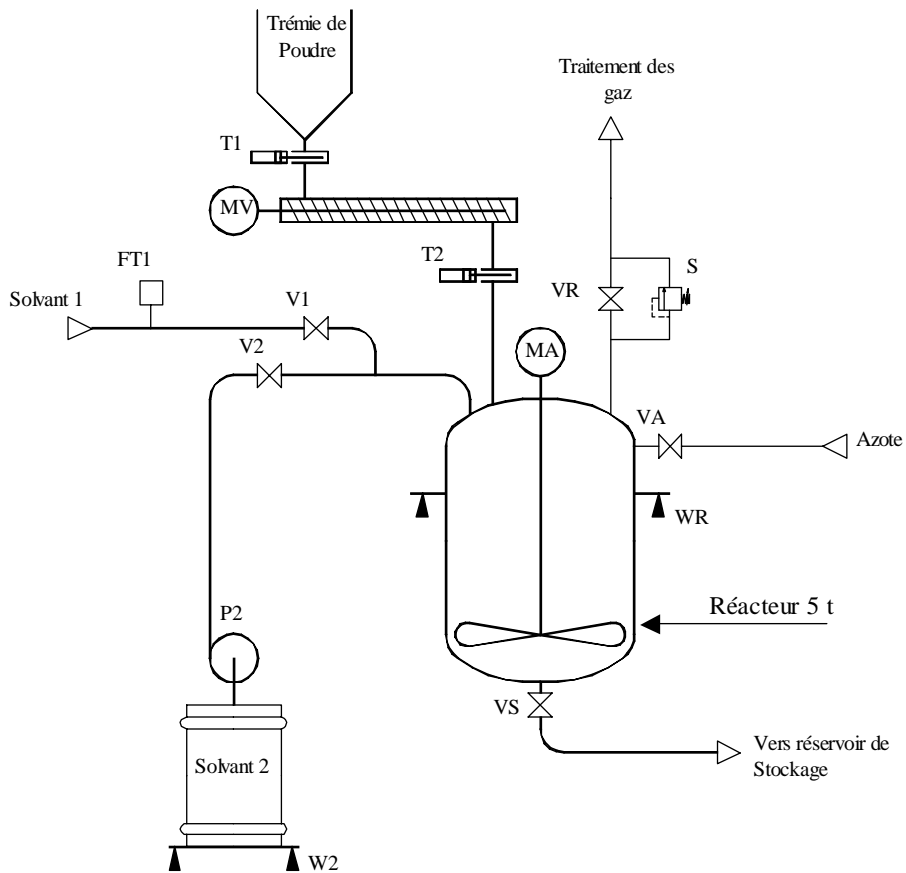 Trémie de
Poudre
Traitement des
gaz
T1
MV
T2
FT1
S
VR
Solvant 1
V1
V2
MA
VA
Azote
WR
Réacteur 5 t
P2
VS
Vers réservoir de
Stockage
Solvant 2
W2